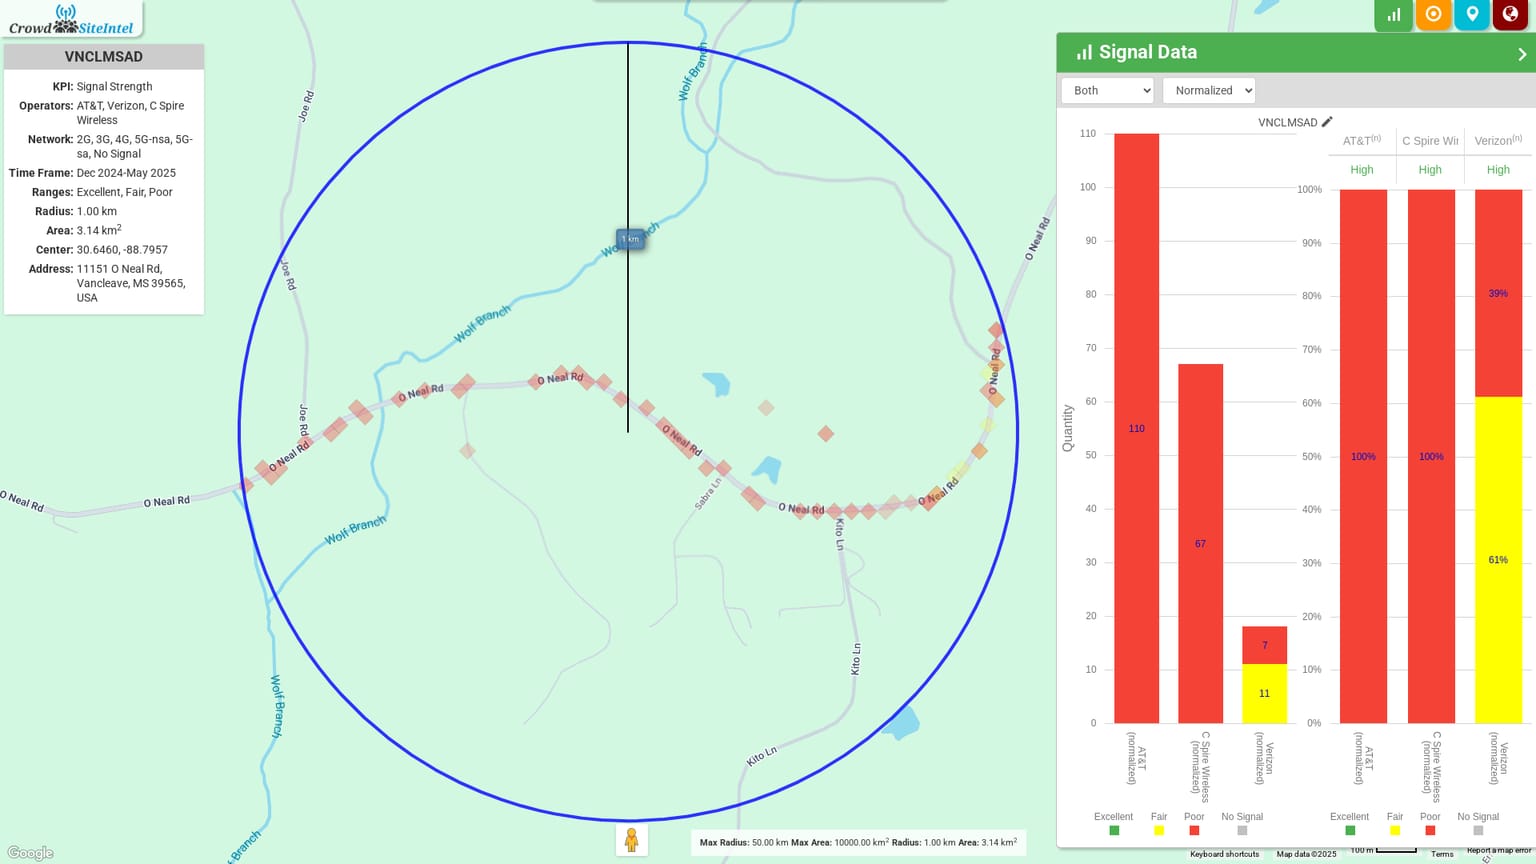 Crowd SiteIntel
VNCLMSAD
KPI: Signal Strength
Operators: AT&T, Verizon, C Spire
Wireless
Network: 2G, 3G, 4G, 5G-nsa, 5G-
sa, No Signal
Time Frame: Dec 2024-May 2025
Ranges: Excellent, Fair, Poor
Radius: 1.00 km
Area: 3.14 km2
Center: 30.6460, -88.7957
Address: 11151 O Neal Rd,
Vancleave, MS 39565,
USA
Joe Rd
Wolf Branch
1 km
Wolf Branch
O Neal Rd
Joe Rd
Wolf Branch
O Neal Rd
O Neal Rd
O Neal Rd
Joe Rd
O Neal Rd
O Neal Rd
O Neal Rd
O Neal Rd
Sabra Ln
O Neal Rd
O Neal Rd
Kito Ln
Wolf Branch
Kito Ln
Wolf Branch
Kito Ln
Wolf Branch
Google
Max Radius: 50.00 km Max Area: 10000.00 km2 Radius: 1.00 km Area: 3.14 km2
Signal Data
Both
Normalized
VNCLMSAD
AT&T(n)
C Spire Wir
Verizon(n)
High
High
High
Quantity
110
100
90
80
70
60
50
40
30
20
10
0
110
67
7
11
AT&T
(normalized)
C Spire Wireless
(normalized)
Verizon
(normalized)
Excellent
Fair
Poor
No Signal
100%
90%
80%
70%
60%
50%
40%
30%
20%
10%
0%
100%
100%
39%
61%
AT&T
(normalized)
C Spire Wireless
(normalized)
Verizon
(normalized)
Excellent
Fair
Poor
No Signal
Keyboard shortcuts
Map data ©2025
100 m
Terms
Report a map error